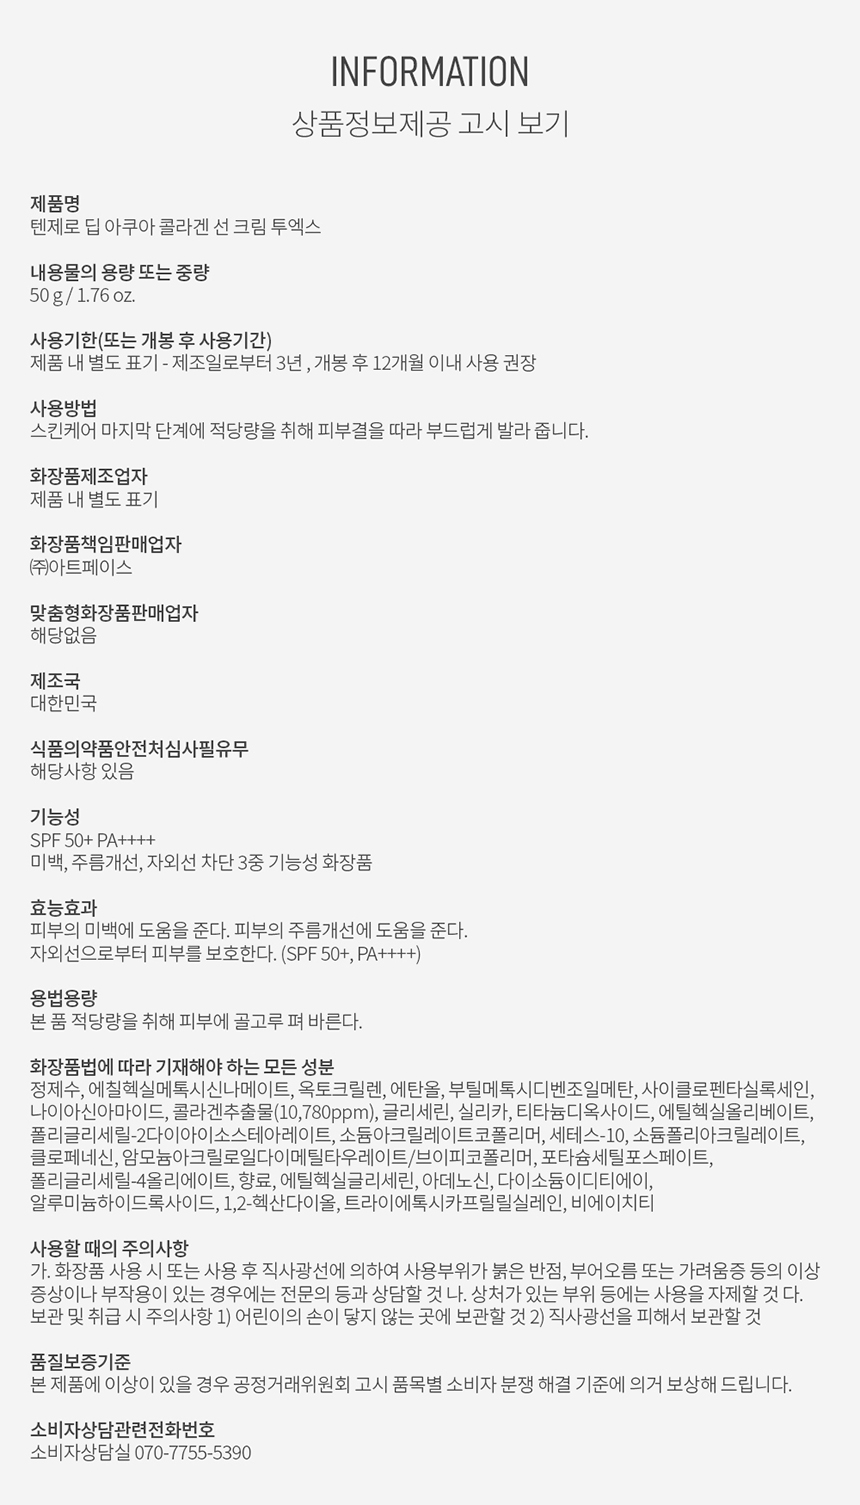 INFORMATION
상품정보제공 고시 보기
제품명
텐제로 딥 아쿠아 콜라겐 선 크림 투엑스
내용물의 용량 또는 중량
50 g / 1.76 oz.
사용기한(또는 개봉 후 사용기간)
제품 내 별도 표기 - 제조일로부터 3년 , 개봉 후 12개월 이내 사용 권장
사용방법
스킨케어 마지막 단계에 적당량을 취해 피부결을 따라 부드럽게 발라 줍니다.
화장품제조업자
제품 내 별도 표기
화장품책임판매업자
㈜아트페이스
맞춤형화장품판매업자
해당없음
제조국
대한민국
식품의약품안전처심사필유무
해당사항 있음
기능성
SPF 50+ PA++++
미백, 주름개선, 자외선 차단 3중 기능성 화장품
효능효과
피부의 미백에 도움을 준다. 피부의 주름개선에 도움을 준다.
자외선으로부터 피부를 보호한다. (SPF 50+, PA++++)
용법용량
본 품 적당량을 취해 피부에 골고루 펴 바른다.
화장품법에 따라 기재해야 하는 모든 성분
정제수, 에칠헥실메톡시신나메이트, 옥토크릴렌, 에탄올, 부틸메톡시디벤조일메탄, 사이클로펜타실록세인,
나이아신아마이드, 콜라겐추출물(10,780ppm), 글리세린, 실리카, 티타늄디옥사이드, 에틸헥실올리베이트,
폴리글리세릴-2다이아이소스테아레이트, 소듐아크릴레이트코폴리머, 세테스-10, 소듐폴리아크릴레이트,
클로페네신, 암모늄아크릴로일다이메틸타우레이트/브이피코폴리머, 포타슘세틸포스페이트,
폴리글리세릴-4올리에이트, 향료, 에틸헥실글리세린, 아데노신, 다이소듐이디티에이,
알루미늄하이드록사이드, 1,2-헥산다이올, 트라이에톡시카프릴릴실레인, 비에이치티
사용할 때의 주의사항
가. 화장품 사용 시 또는 사용 후 직사광선에 의하여 사용부위가 붉은 반점, 부어오름 또는 가려움증 등의 이상
증상이나 부작용이 있는 경우에는 전문의 등과 상담할 것 나. 상처가 있는 부위 등에는 사용을 자제할 것 다.
보관 및 취급 시 주의사항 1) 어린이의 손이 닿지 않는 곳에 보관할 것 2) 직사광선을 피해서 보관할 것
품질보증기준
본 제품에 이상이 있을 경우 공정거래위원회 고시 품목별 소비자 분쟁 해결 기준에 의거 보상해 드립니다.
소비자상담관련전화번호
소비자상담실 070-7755-5390